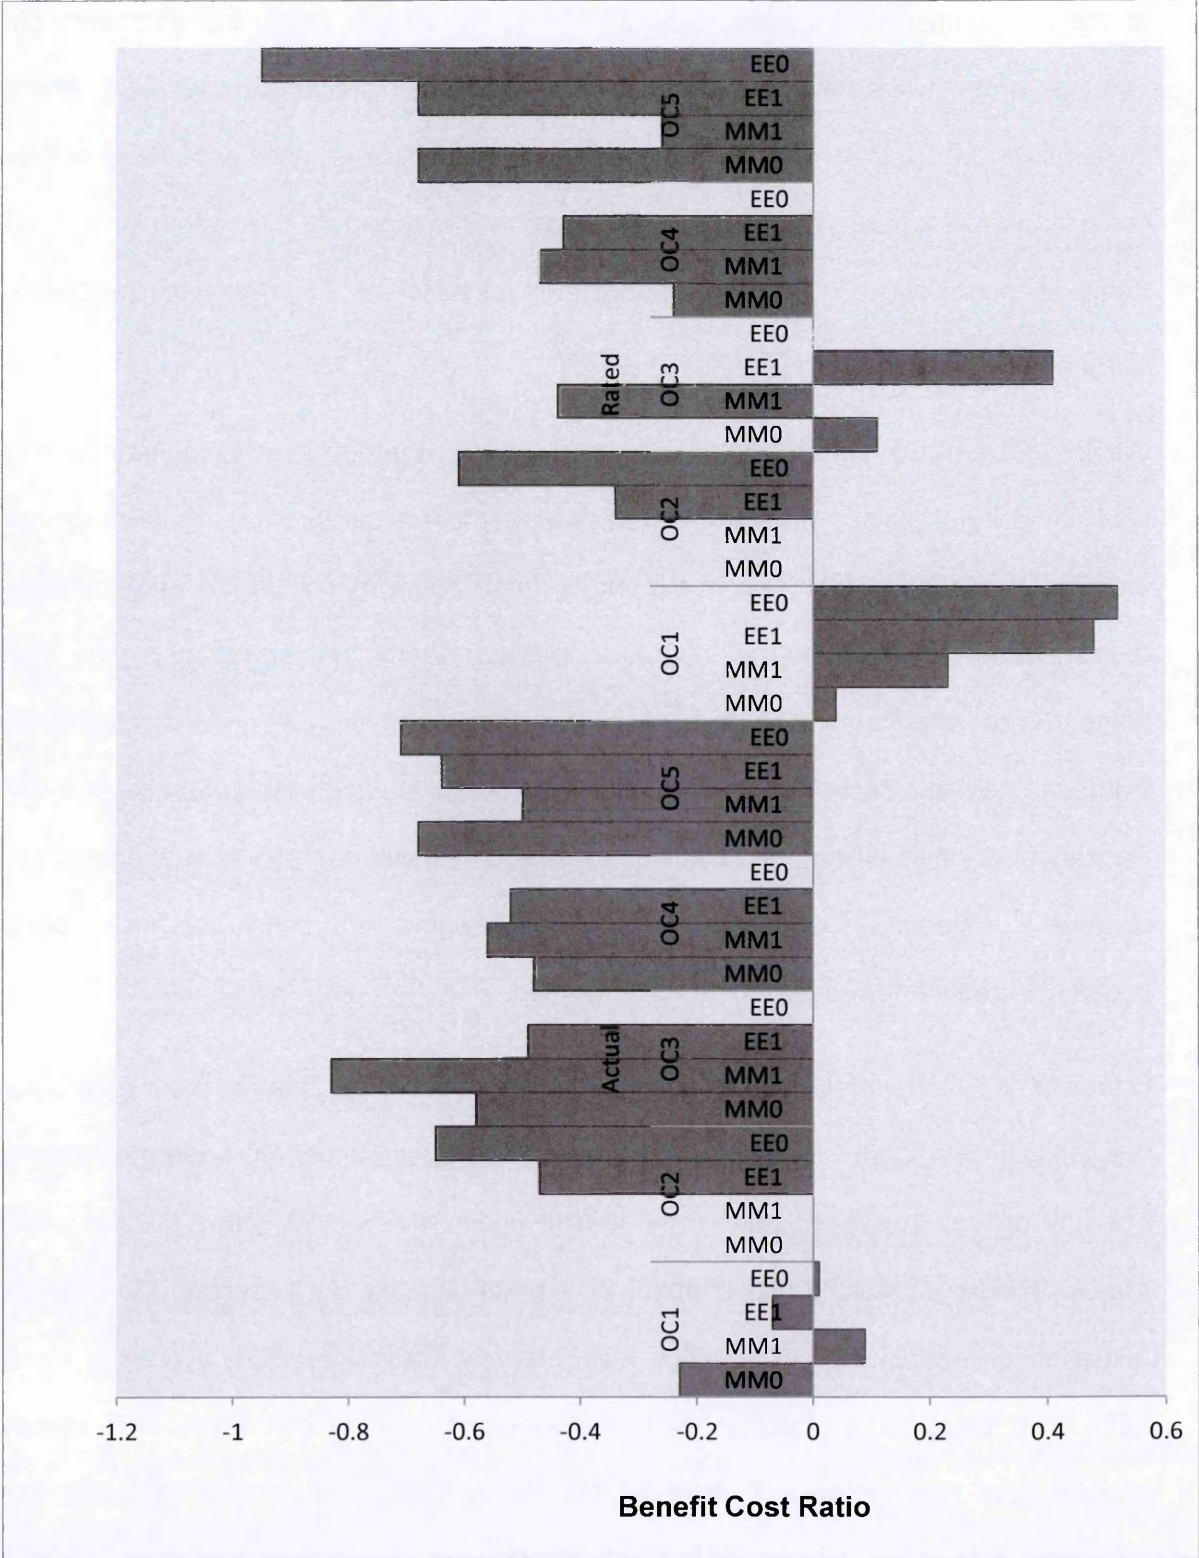 EE0
EE1
OC5
MM1
MM0
EE0
EE1
OC4
MM1
MM0
EE0
EE1
Rated
OC3
MM1
MM0
EE0
EE1
OC2
MM1
MM0
EE0
EE1
OC1
MM1
MM0
EE0
EE1
OC5
MM1
MM0
EE0
EE1
OC4
MM1
MM0
EE0
EE1
Actual
OC3
MM1
MM0
EE0
EE1
OC2
MM1
MM0
EE0
EE1
OC1
MM1
MM0
-1.2 -1 -0.8 -0.6 -0.4 -0.2 0 0.2 0.4 0.6
Benefit Cost Ratio